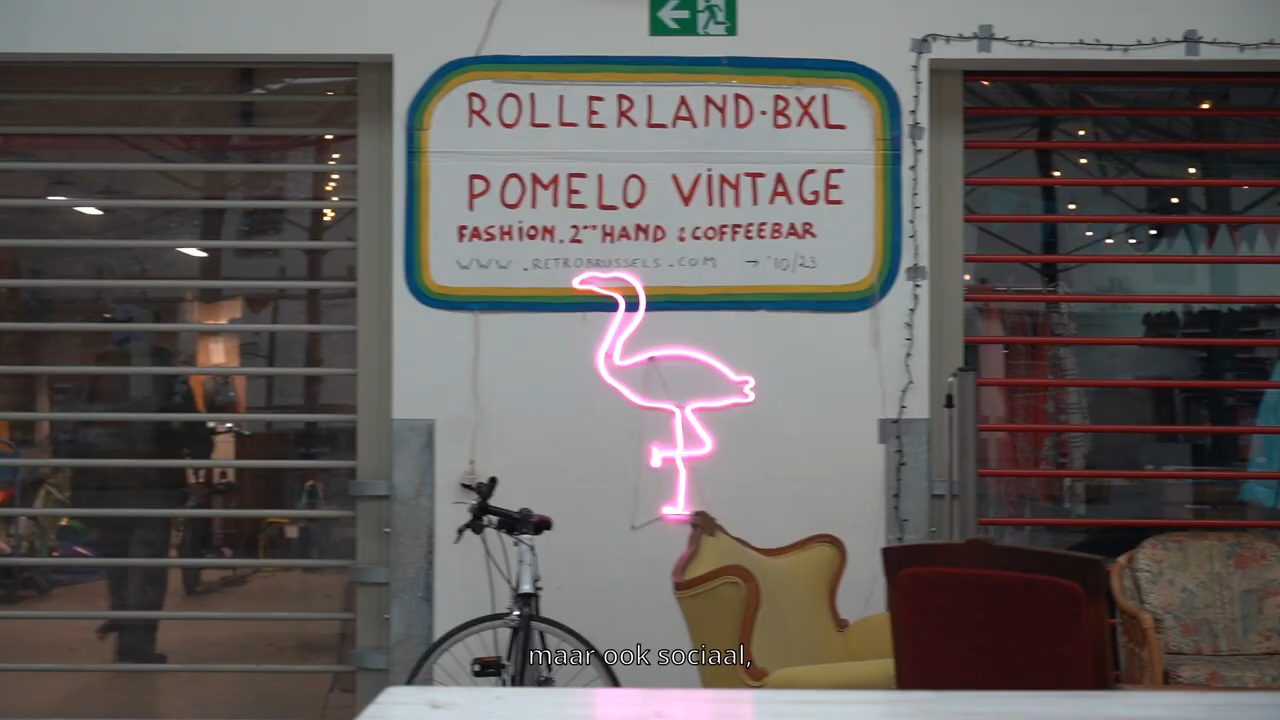 ROLLERLAND·BXL
POMELO VINTAGE
FASHION. 2ND HAND & COFFEEBAR
WWW.RETROBRUSSELS.COM → '10/23
maar ook sociaal,